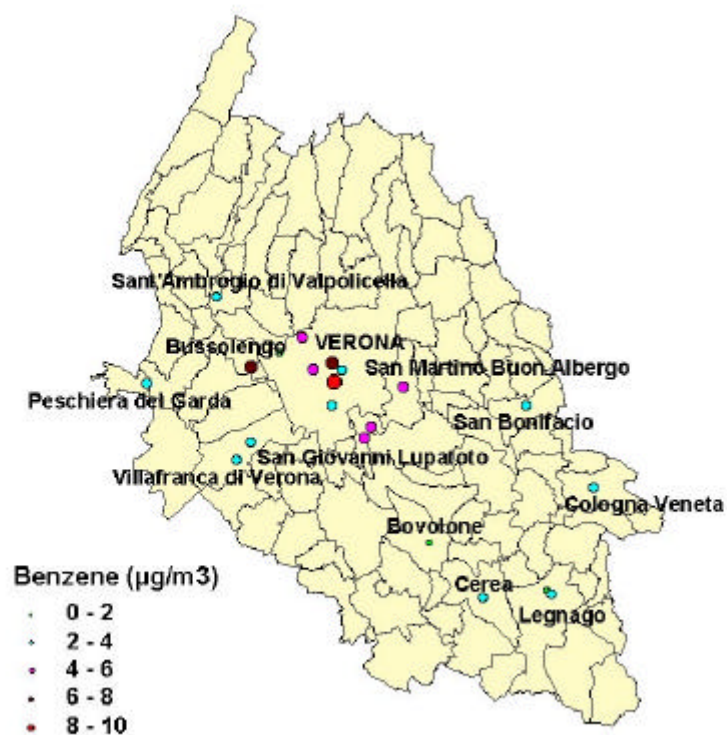 Sant'Ambrogio di Valpolicella
VERONA
Bussolengo
San Martino Buon Albergo
Peschiera del Garda
San Bonifacio
San Giovanni Lupatoto
Villafranca di Verona
Cologna Veneta
Bovolone
Cerea
Legnago
Benzene (µg/m3)
0 - 2
2 - 4
4 - 6
6 - 8
8 - 10